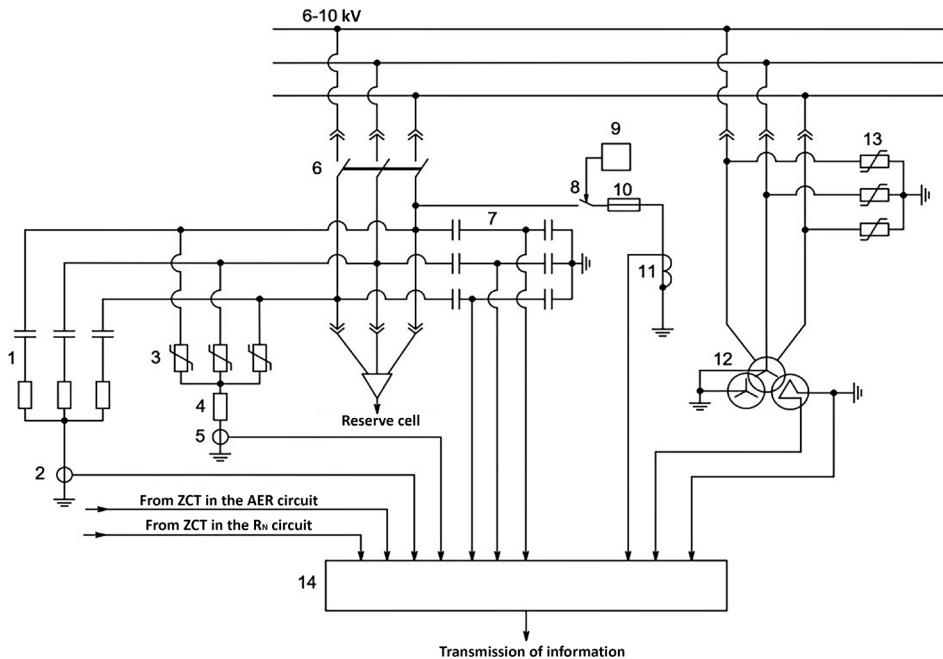 6-10 kV
9
13
6
8
10
7
11
1
3
12
4
Reserve cell
5
2
From ZCT in the AER circuit
From ZCT in the RN circuit
14
Transmission of information